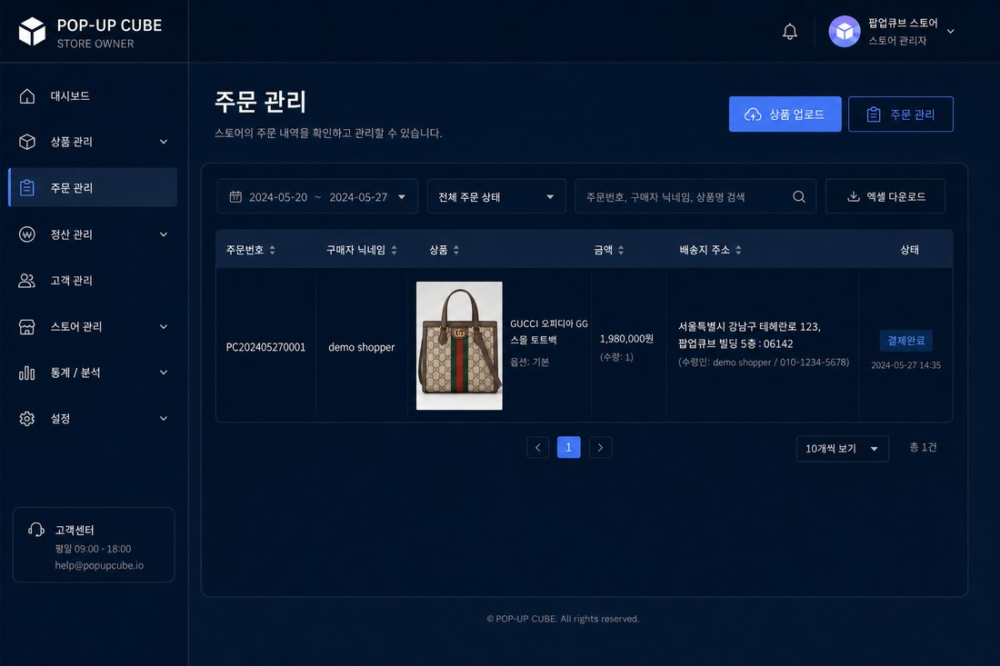 POP-UP CUBE
STORE OWNER
팝업큐브 스토어
스토어 관리자
대시보드
상품 관리
주문 관리
정산 관리
고객 관리
스토어 관리
통계 / 분석
설정
고객센터
평일 09:00 - 18:00
help@popupcube.io
주문 관리
스토어의 주문 내역을 확인하고 관리할 수 있습니다.
상품 업로드
주문 관리
2024-05-20 ~ 2024-05-27
전체 주문 상태
주문번호, 구매자 닉네임, 상품명 검색
엑셀 다운로드
주문번호 구매자 닉네임 상품 금액 배송지 주소 상태
PC202405270001
demo shopper
GUCCI 오피디아 GG
스몰 토트백
옵션: 기본
1,980,000원
(수량: 1)
서울특별시 강남구 테헤란로 123,
팝업큐브 빌딩 5층 : 06142
(수령인: demo shopper / 010-1234-5678)
결제완료
2024-05-27 14:35
1
10개씩 보기
총 1건
© POP-UP CUBE. All rights reserved.